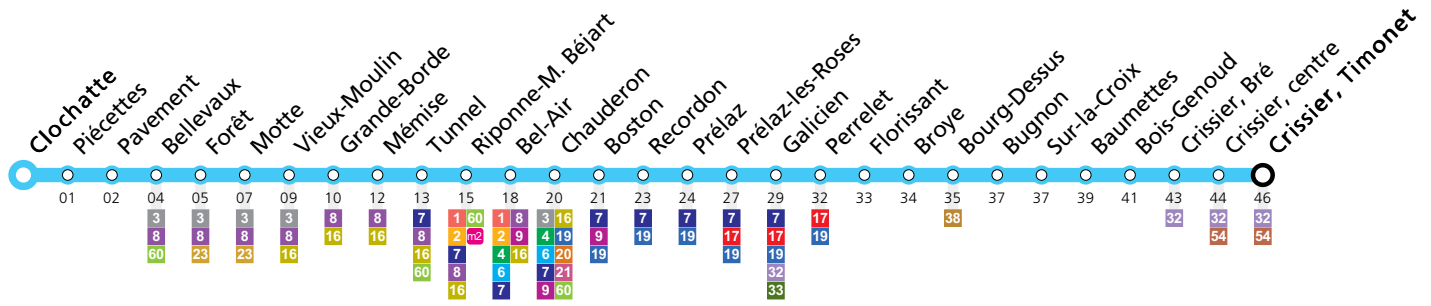 Clochatte
Piécettes
Pavement
Bellevaux
Forêt
Motte
Vieux-Moulin
Grande-Borde
Mémise
Tunnel
Riponne-M. Béjart
Bel-Air
Chauderon
Boston
Recordon
Prélaz
Prélaz-les-Roses
Galicien
Perrelet
Florissant
Broye
Bourg-Dessus
Bugnon
Sur-la-Croix
Baumettes
Bois-Genoud
Crissier, Bré
Crissier, centre
Crissier, Timonet
01 02 04 05 07 09 10 12 13 15 18 20 21 23 24 27 29 32 33 34 35 37 37 39 41 43 44 46
3 3 3 3 8 8 7 1 60 1 8 3 16 7 7 7 7 7 17 38 32 32 32
8 8 8 8 16 16 8 2 m2 2 9 4 19 9 19 19 17 17 19 54 54
60 23 23 16 16 7 4 16 6 20 19 19 19
60 8 6 7 21 32
16 7 9 60 33